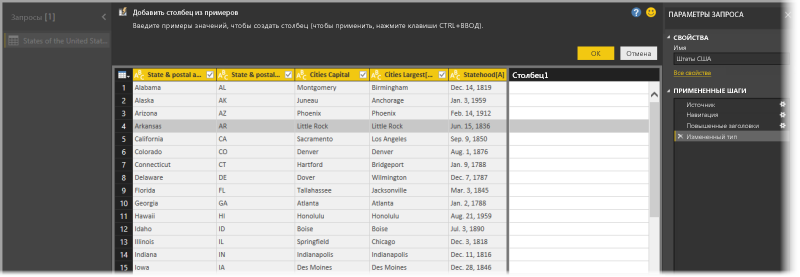 Запросы [1]
States of the United Stat...
Добавить столбец из примеров
Введите примеры значений, чтобы создать столбец (чтобы применить, нажмите клавиши CTRL+ВВОД).
ОК
Отмена
State & postal a...
State & postal...
Cities Capital
Cities Largest[...
Statehood[A]
Столбец1
1 Alabama AL Montgomery Birmingham Dec. 14, 1819
2 Alaska AK Juneau Anchorage Jan. 3, 1959
3 Arizona AZ Phoenix Phoenix Feb. 14, 1912
4 Arkansas AR Little Rock Little Rock Jun. 15, 1836
5 California CA Sacramento Los Angeles Sep. 9, 1850
6 Colorado CO Denver Denver Aug. 1, 1876
7 Connecticut CT Hartford Bridgeport Jan. 9, 1788
8 Delaware DE Dover Wilmington Dec. 7, 1787
9 Florida FL Tallahassee Jacksonville Mar. 3, 1845
10 Georgia GA Atlanta Atlanta Jan. 2, 1788
11 Hawaii HI Honolulu Honolulu Aug. 21, 1959
12 Idaho ID Boise Boise Jul. 3, 1890
13 Illinois IL Springfield Chicago Dec. 3, 1818
14 Indiana IN Indianapolis Indianapolis Dec. 11, 1816
15 Iowa IA Des Moines Des Moines Dec. 28, 1846
ПАРАМЕТРЫ ЗАПРОСА
СВОЙСТВА
Имя
Штаты США
Все свойства
ПРИМЕНЕННЫЕ ШАГИ
Источник
Навигация
Повышенные заголовки
Измененный тип